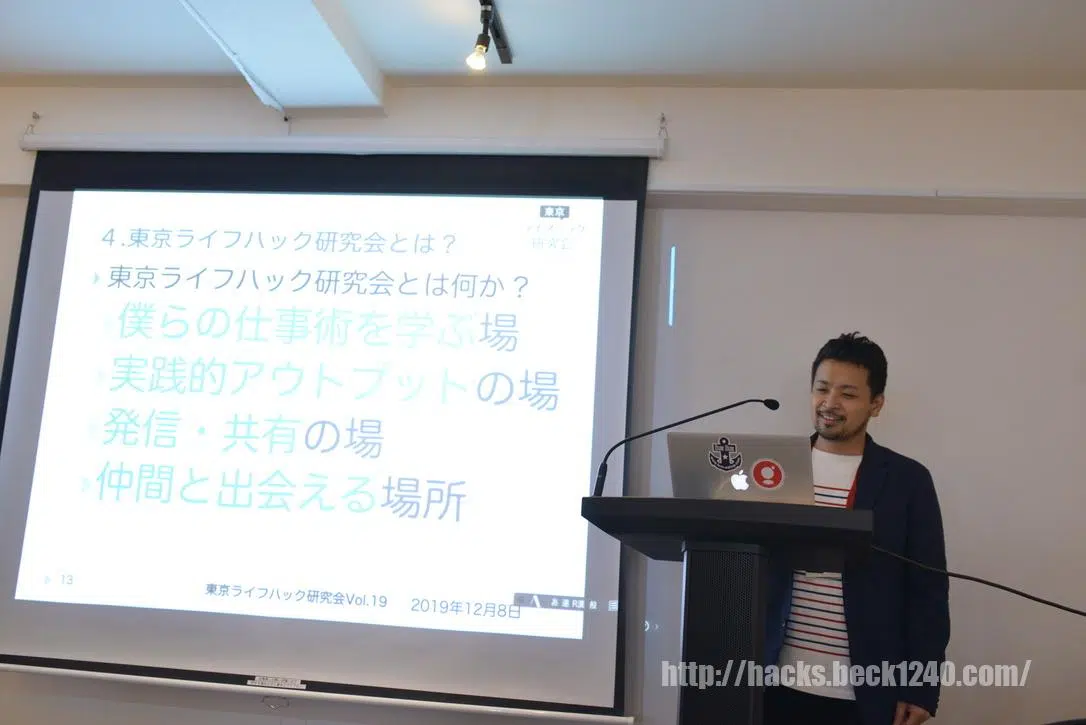 東京
ライフハック
研究会
４.東京ライフハック研究会とは？
東京ライフハック研究会とは何か？
僕らの仕事術を学ぶ場
実践的アウトプットの場
発信・共有の場
仲間と出会える場所
13
東京ライフハック研究会Vol.19
2019年12月8日
A あ 連 R漢 般
http://hacks.beck1240.com/